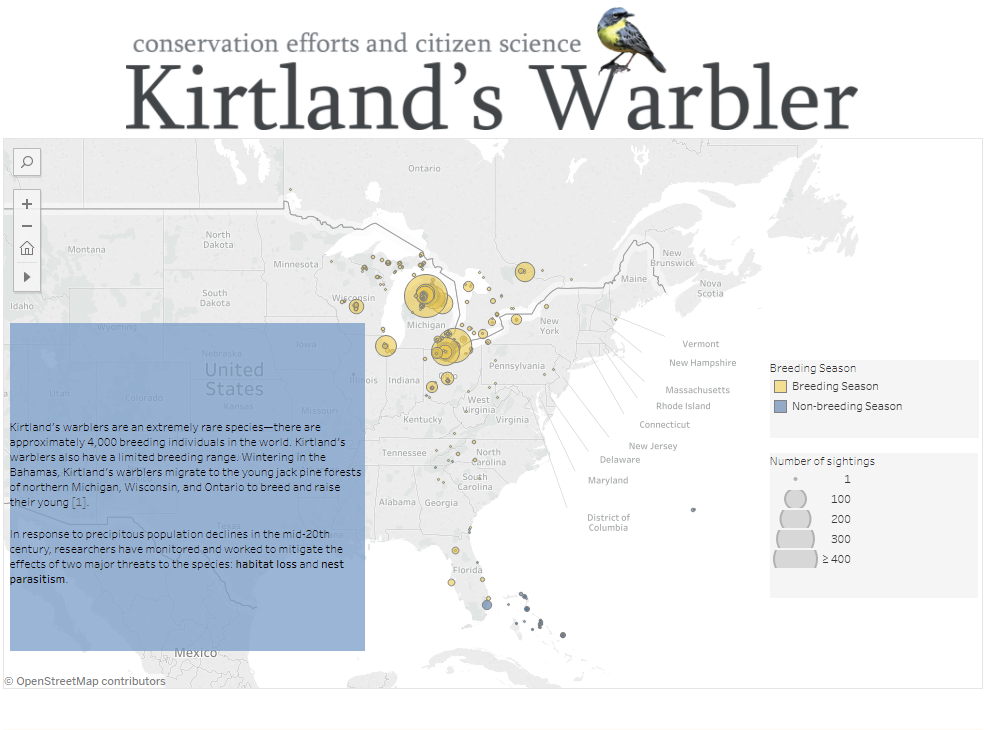 conservation efforts and citizen science
Kirtland's Warbler
Ontario
Montana
North
Dakota
Minnesota
South
Dakota
Idaho
Wisconsin
Michigan
New
Brunswick
Maine
Nova
Scotia
New
York
Wyoming
Nebraska
Iowa
United
States
Illinois
Indiana
Pennsylvania
Utah
Colorado
Kansas
Missouri
West
Virginia
Kentucky
Virginia
Tennessee
North
Carolina
South
Carolina
Alabama
Georgia
Texas
Florida
Mexico
Vermont
New Hampshire
Massachusetts
Rhode Island
Connecticut
New Jersey
Delaware
Maryland
District of
Columbia
Kirtland's warblers are an extremely rare species—there are
approximately 4,000 breeding individuals in the world. Kirtland's
warblers also have a limited breeding range. Wintering in the
Bahamas, Kirtland's warblers migrate to the young jack pine forests
of northern Michigan, Wisconsin, and Ontario to breed and raise
their young [1].
In response to precipitous population declines in the mid-20th
century, researchers have monitored and worked to mitigate the
effects of two major threats to the species: habitat loss and nest
parasitism.
Breeding Season
Breeding Season
Non-breeding Season
Number of sightings
1
100
200
300
≥ 400
© OpenStreetMap contributors